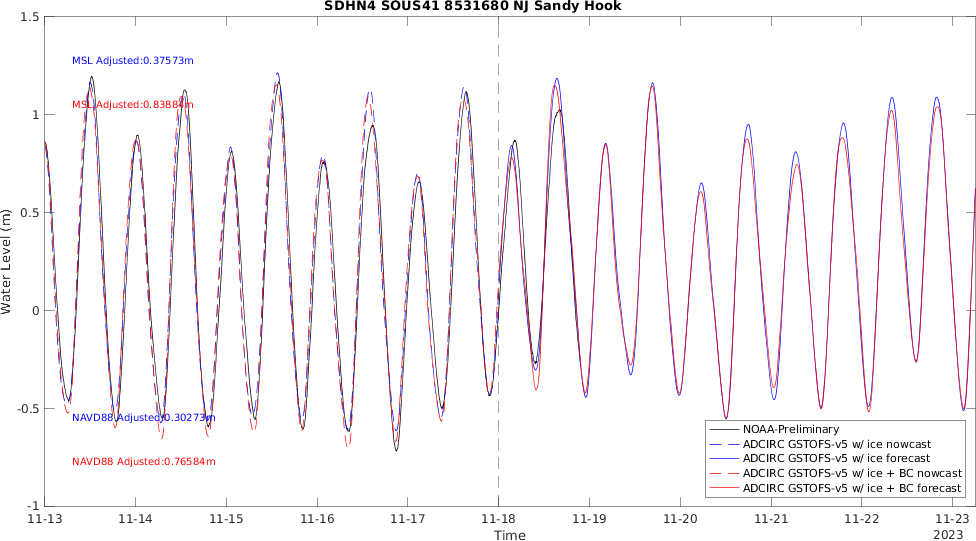 SDHN4 SOUS41 8531680 NJ Sandy Hook
1.5
1
0.5
0
-0.5
-1
Water Level (m)
MSL Adjusted:0.37573m
MSL Adjusted:0.83884m
NAVD88 Adjusted:0.30273m
NAVD88 Adjusted:0.76584m
NOAA-Preliminary
ADCIRC GSTOFS-v5 w/ ice nowcast
ADCIRC GSTOFS-v5 w/ ice forecast
ADCIRC GSTOFS-v5 w/ ice + BC nowcast
ADCIRC GSTOFS-v5 w/ ice + BC forecast
11-13 11-14 11-15 11-16 11-17 11-18 11-19 11-20 11-21 11-22 11-23
Time
2023